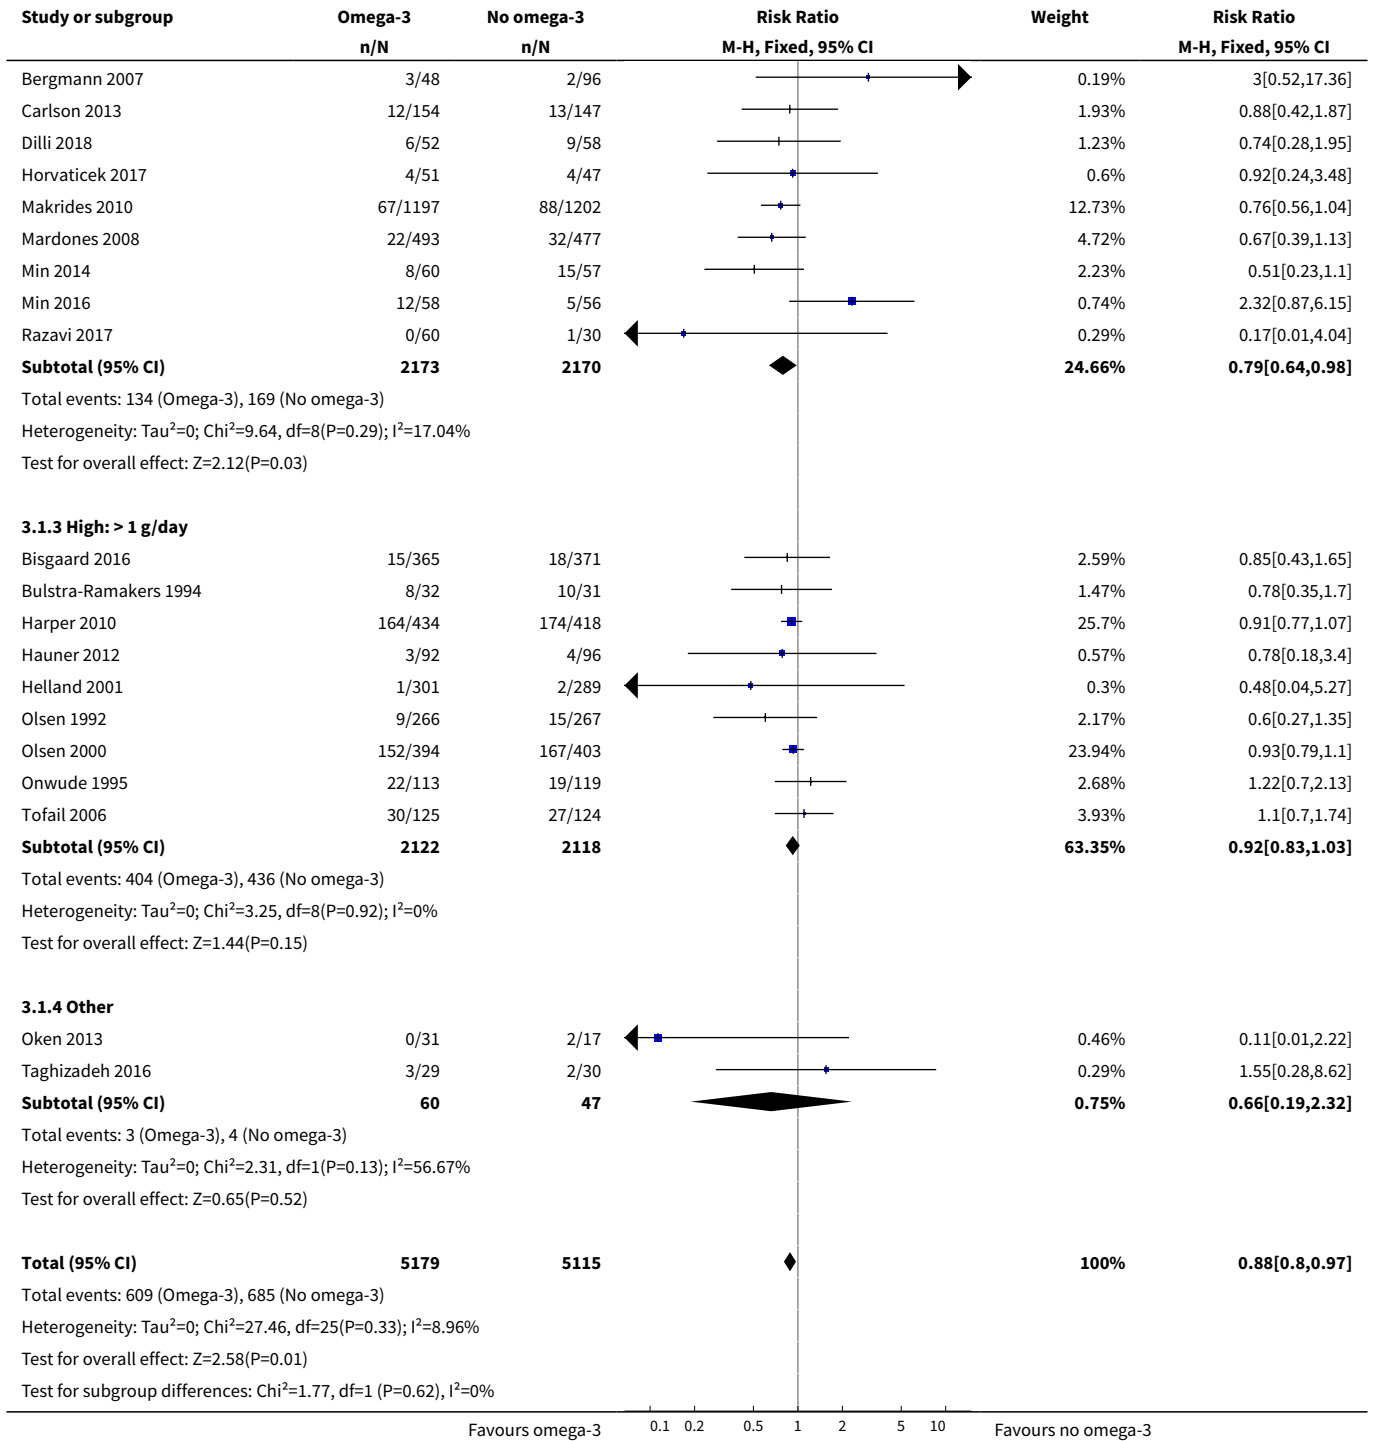 Study or subgroup Omega-3 No omega-3 Risk Ratio Weight Risk Ratio
n/N n/N M-H, Fixed, 95% CI M-H, Fixed, 95% CI
Bergmann 2007 3/48 2/96 0.19% 3[0.52,17.36]
Carlson 2013 12/154 13/147 1.93% 0.88[0.42,1.87]
Dilli 2018 6/52 9/58 1.23% 0.74[0.28,1.95]
Horvaticek 2017 4/51 4/47 0.6% 0.92[0.24,3.48]
Makrides 2010 67/1197 88/1202 12.73% 0.76[0.56,1.04]
Mardones 2008 22/493 32/477 4.72% 0.67[0.39,1.13]
Min 2014 8/60 15/57 2.23% 0.51[0.23,1.1]
Min 2016 12/58 5/56 0.74% 2.32[0.87,6.15]
Razavi 2017 0/60 1/30 0.29% 0.17[0.01,4.04]
Subtotal (95% CI) 2173 2170 24.66% 0.79[0.64,0.98]
Total events: 134 (Omega-3), 169 (No omega-3)
Heterogeneity: Tau²=0; Chi²=9.64, df=8(P=0.29); I²=17.04%
Test for overall effect: Z=2.12(P=0.03)
3.1.3 High: > 1 g/day
Bisgaard 2016 15/365 18/371 2.59% 0.85[0.43,1.65]
Bulstra-Ramakers 1994 8/32 10/31 1.47% 0.78[0.35,1.7]
Harper 2010 164/434 174/418 25.7% 0.91[0.77,1.07]
Hauner 2012 3/92 4/96 0.57% 0.78[0.18,3.4]
Helland 2001 1/301 2/289 0.3% 0.48[0.04,5.27]
Olsen 1992 9/266 15/267 2.17% 0.6[0.27,1.35]
Olsen 2000 152/394 167/403 23.94% 0.93[0.79,1.1]
Onwude 1995 22/113 19/119 2.68% 1.22[0.7,2.13]
Tofail 2006 30/125 27/124 3.93% 1.1[0.7,1.74]
Subtotal (95% CI) 2122 2118 63.35% 0.92[0.83,1.03]
Total events: 404 (Omega-3), 436 (No omega-3)
Heterogeneity: Tau²=0; Chi²=3.25, df=8(P=0.92); I²=0%
Test for overall effect: Z=1.44(P=0.15)
3.1.4 Other
Oken 2013 0/31 2/17 0.46% 0.11[0.01,2.22]
Taghizadeh 2016 3/29 2/30 0.29% 1.55[0.28,8.62]
Subtotal (95% CI) 60 47 0.75% 0.66[0.19,2.32]
Total events: 3 (Omega-3), 4 (No omega-3)
Heterogeneity: Tau²=0; Chi²=2.31, df=1(P=0.13); I²=56.67%
Test for overall effect: Z=0.65(P=0.52)
Total (95% CI) 5179 5115 100% 0.88[0.8,0.97]
Total events: 609 (Omega-3), 685 (No omega-3)
Heterogeneity: Tau²=0; Chi²=27.46, df=25(P=0.33); I²=8.96%
Test for overall effect: Z=2.58(P=0.01)
Test for subgroup differences: Chi²=1.77, df=1 (P=0.62), I²=0%
Favours omega-3 0.1 0.2 0.5 1 2 5 10 Favours no omega-3